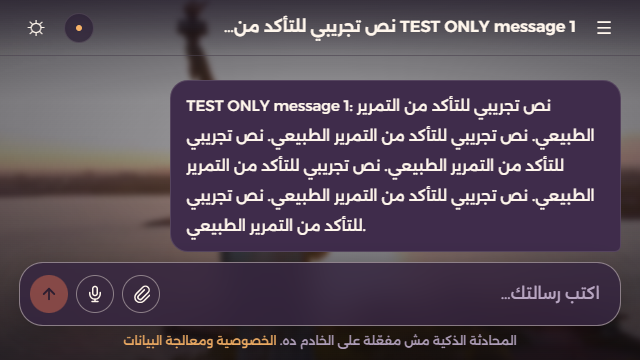 TEST ONLY message 1 نص تجريبي للتأكد من...
TEST ONLY message 1: نص تجريبي للتأكد من التمرير
الطبيعي. نص تجريبي للتأكد من التمرير الطبيعي. نص تجريبي
للتأكد من التمرير الطبيعي. نص تجريبي للتأكد من التمرير
الطبيعي. نص تجريبي للتأكد من التمرير الطبيعي. نص تجريبي
للتأكد من التمرير الطبيعي.
اكتب رسالتك...
المحادثة الذكية مش مفعّلة على الخادم ده. الخصوصية ومعالجة البيانات